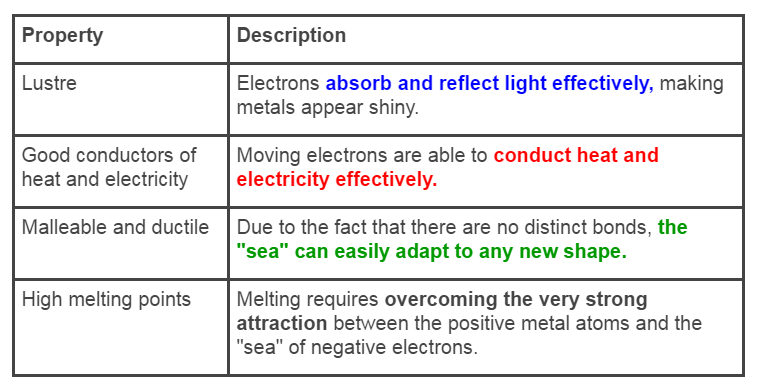 Property
Description
Lustre
Electrons absorb and reflect light effectively, making
metals appear shiny.
Good conductors of
heat and electricity
Moving electrons are able to conduct heat and
electricity effectively.
Malleable and ductile
Due to the fact that there are no distinct bonds, the
"sea" can easily adapt to any new shape.
High melting points
Melting requires overcoming the very strong
attraction between the positive metal atoms and the
"sea" of negative electrons.